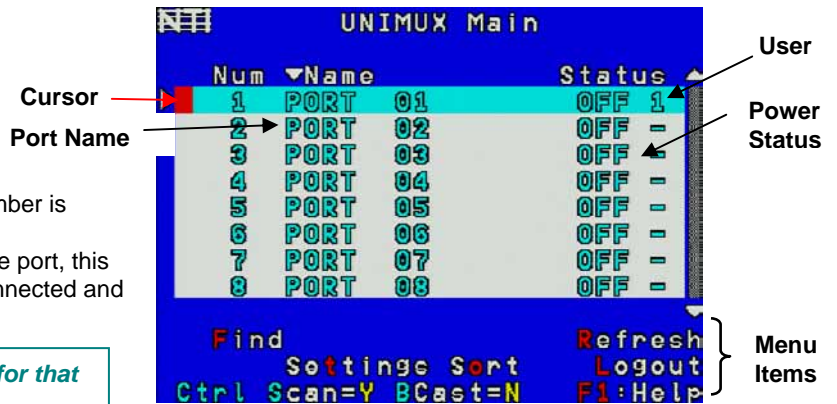 NTI UNIMUX Main
User
Num Name Status
Cursor 1 PORT 01 OFF 1
Power Status
Port Name 2 PORT 02 OFF -
3 PORT 03 OFF -
mber is 4 PORT 04 OFF -
5 PORT 05 OFF -
e port, this 6 PORT 06 OFF -
nnected and 7 PORT 07 OFF -
8 PORT 08 OFF -
Find Refresh
for that Settings Sort Logout
Menu Items
Ctrl Scan=Y BCast=N F1:Help